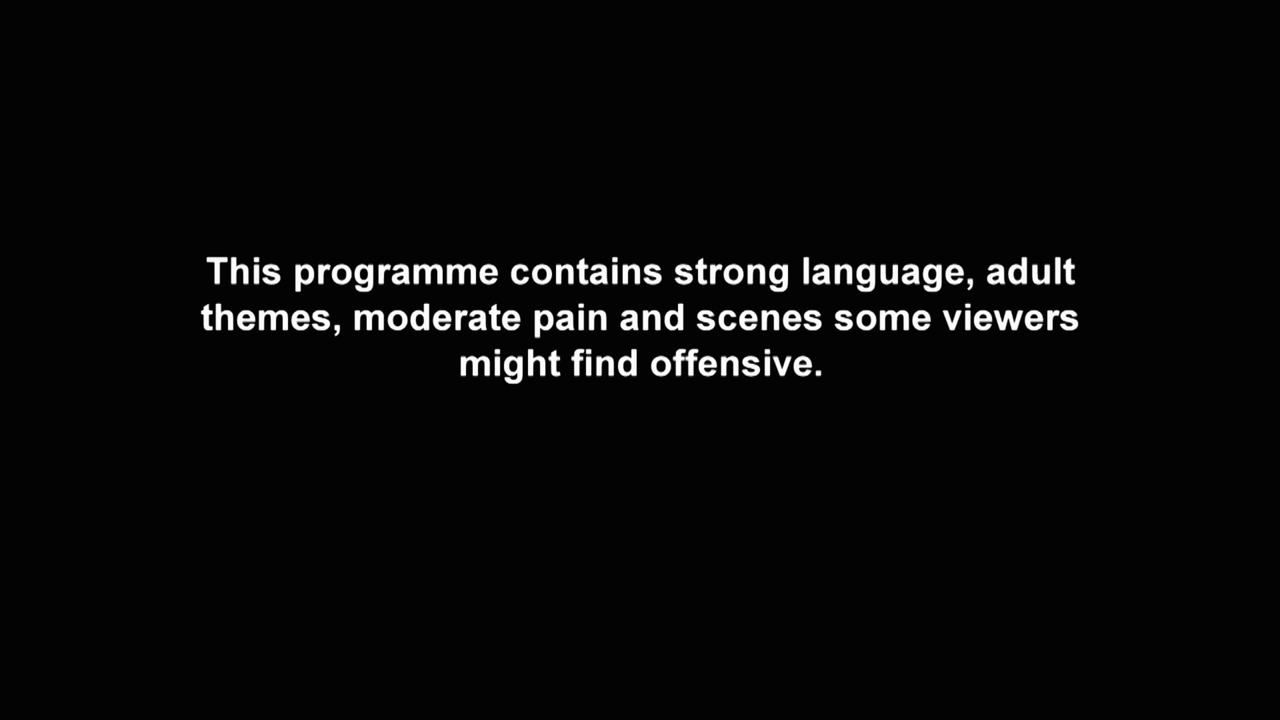 This programme contains strong language, adult
themes, moderate pain and scenes some viewers
might find offensive.